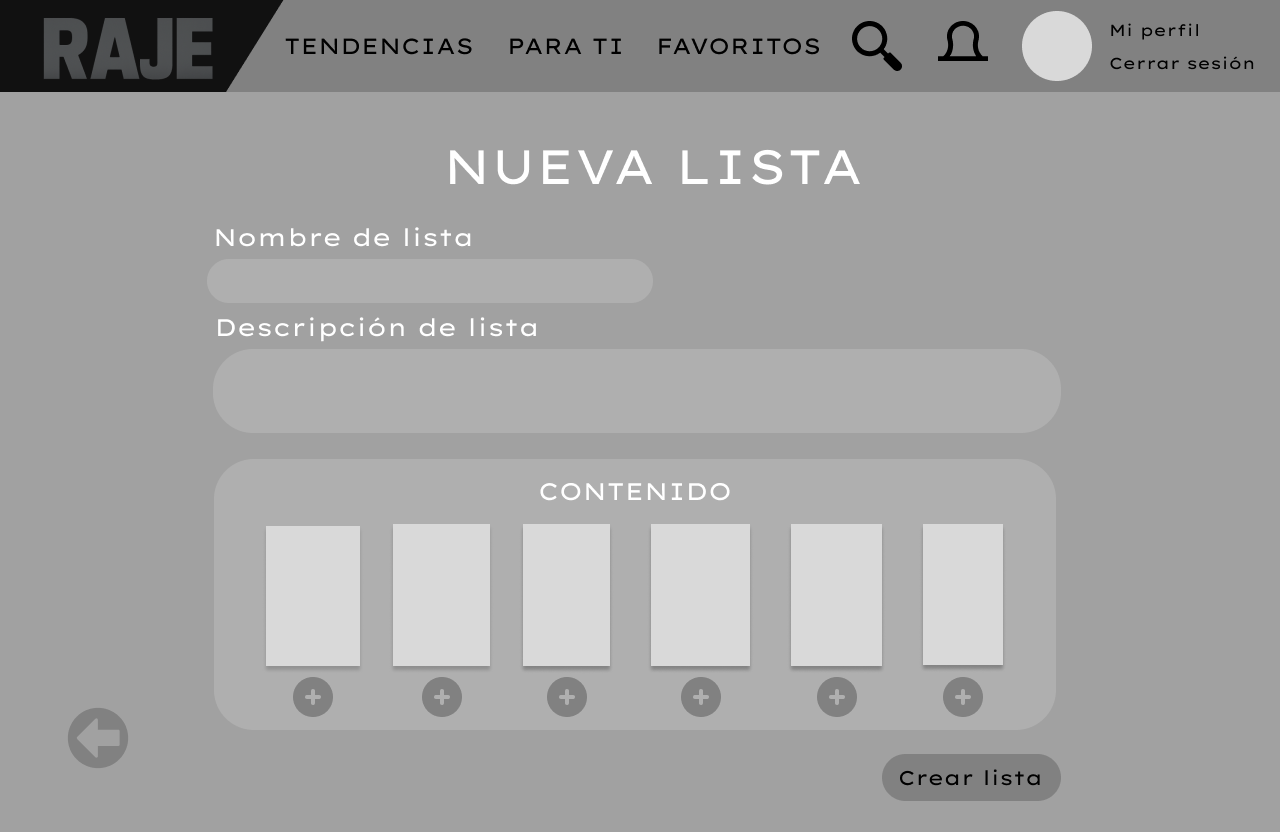 RAJE
TENDENCIAS
PARA TI
FAVORITOS
Mi perfil
Cerrar sesión
NUEVA LISTA
Nombre de lista
Descripción de lista
CONTENIDO
Crear lista